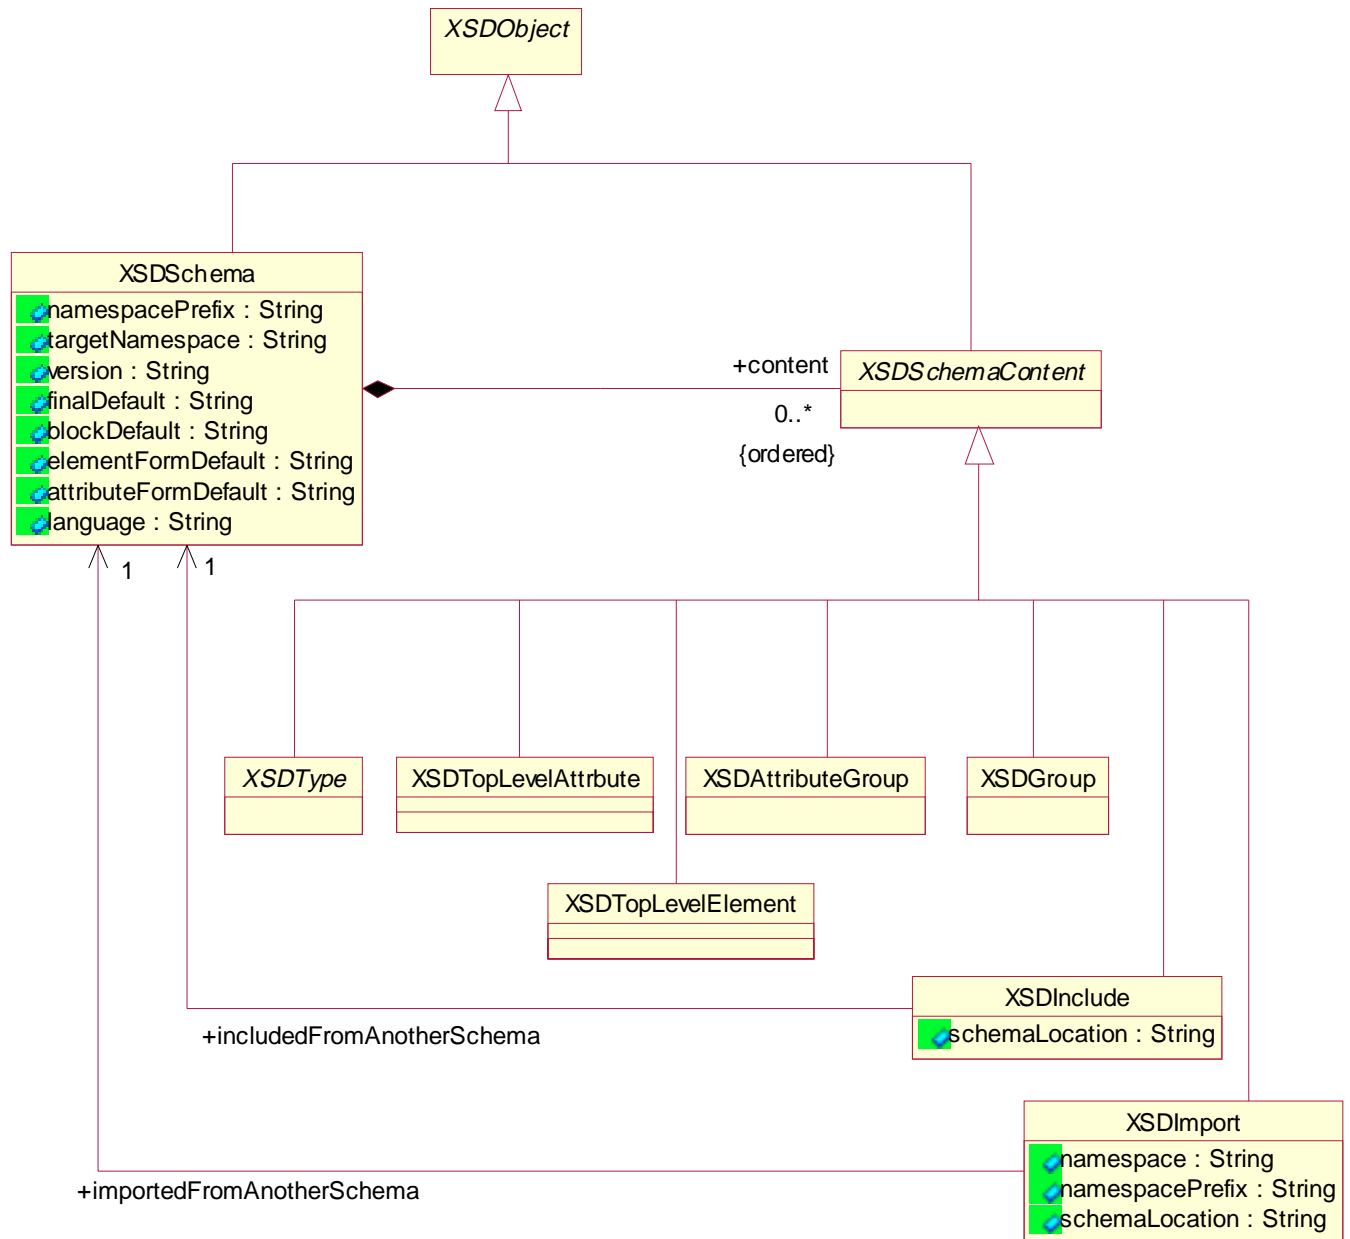 XSDObject
XSDSchema
namespacePrefix : String
targetNamespace : String
version : String
finalDefault : String
blockDefault : String
elementFormDefault : String
attributeFormDefault : String
language : String
+content
0..*
{ordered}
XSDSchemaContent
1
1
XSDType
XSDTopLevelAttrbute
XSDAttributeGroup
XSDGroup
XSDTopLevelElement
XSDInclude
schemaLocation : String
+includedFromAnotherSchema
XSDImport
namespace : String
namespacePrefix : String
schemaLocation : String
+importedFromAnotherSchema